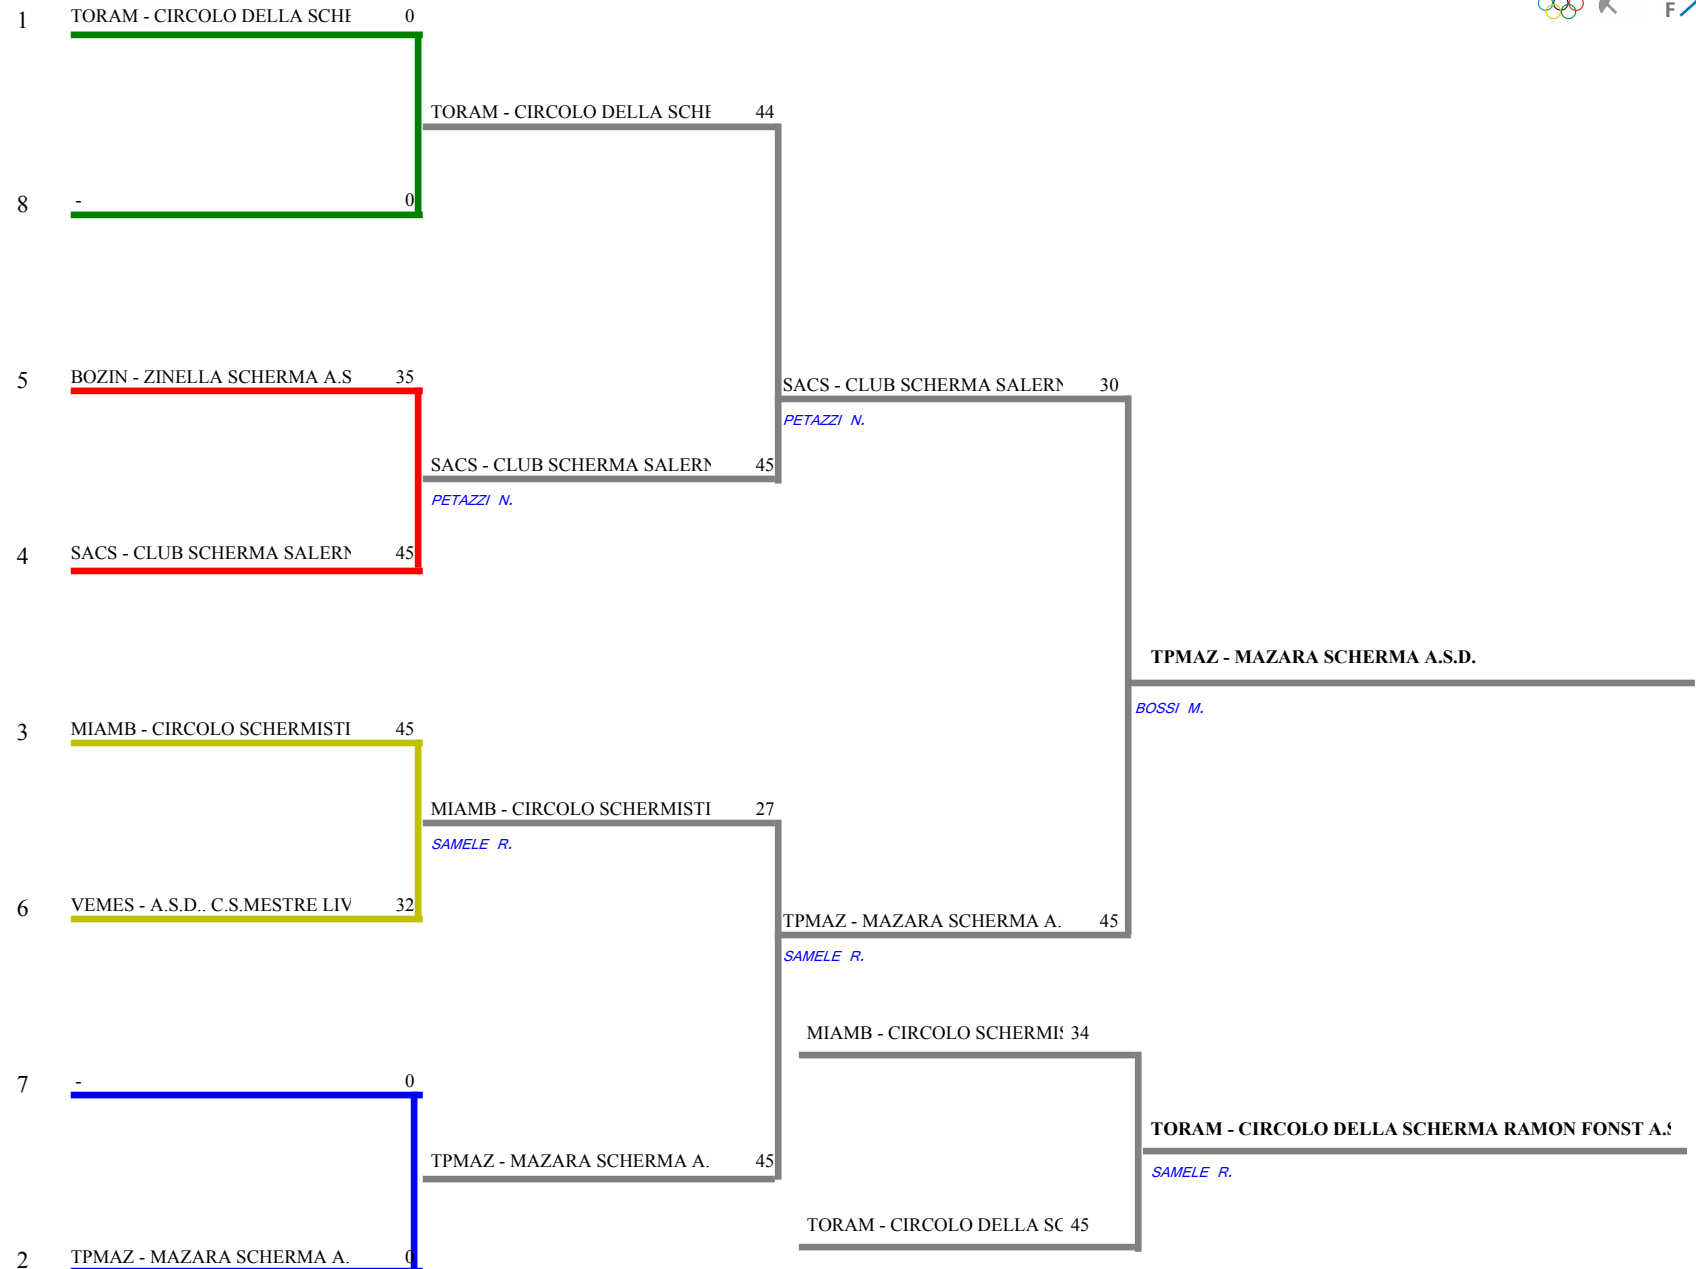 1 TORAM - CIRCOLO DELLA SCHE 0
F
TORAM - CIRCOLO DELLA SCHE 44
8 - 0
5 BOZIN - ZINELLA SCHERMA A.S 35
SACS - CLUB SCHERMA SALERN 30
PETAZZI N.
SACS - CLUB SCHERMA SALERN 45
PETAZZI N.
4 SACS - CLUB SCHERMA SALERN 45
TPMAZ - MAZARA SCHERMA A.S.D.
BOSSI M.
3 MIAMB - CIRCOLO SCHERMISTI 45
MIAMB - CIRCOLO SCHERMISTI 27
SAMELE R.
6 VEMES - A.S.D.. C.S.MESTRE LIV 32
TPMAZ - MAZARA SCHERMA A. 45
SAMELE R.
MIAMB - CIRCOLO SCHERMIS 34
7 - 0
TORAM - CIRCOLO DELLA SCHERMA RAMON FONST A.S
TPMAZ - MAZARA SCHERMA A. 45
SAMELE R.
TORAM - CIRCOLO DELLA SC 45
2 TPMAZ - MAZARA SCHERMA A. 0